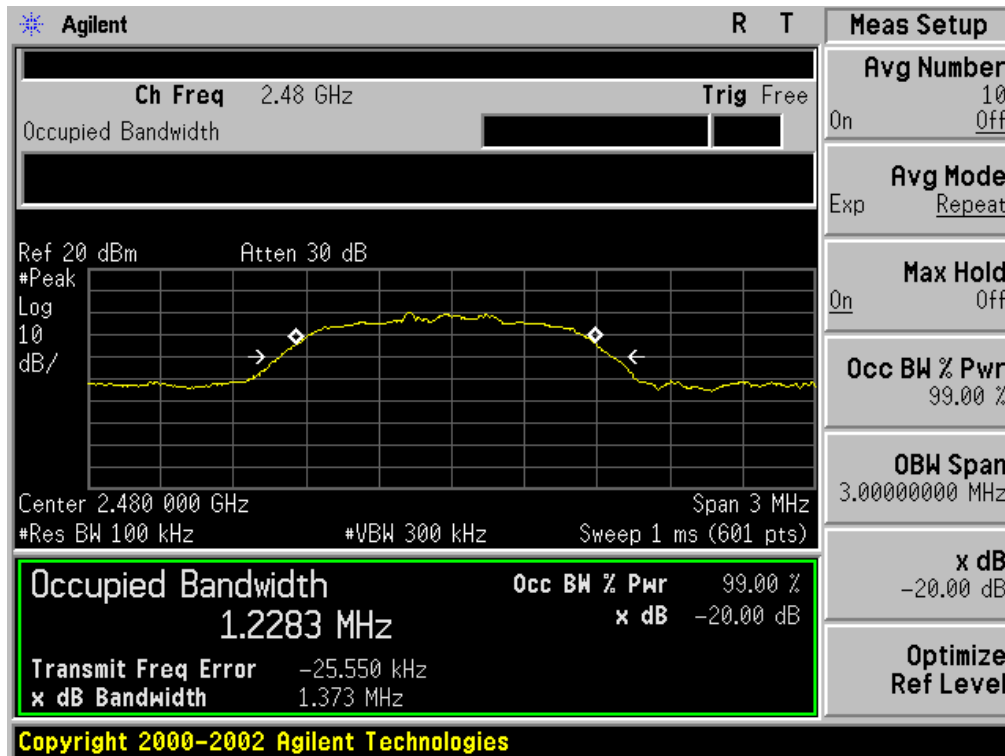 Agilent R T
Ch Freq 2.48 GHz Trig Free
Occupied Bandwidth
Ref 20 dBm Atten 30 dB
#Peak
Log
10
dB/
Center 2.480 000 GHz Span 3 MHz
#Res BW 100 kHz #VBW 300 kHz Sweep 1 ms (601 pts)
Occupied Bandwidth Occ BW % Pwr 99.00 %
1.2283 MHz x dB -20.00 dB
Transmit Freq Error -25.550 kHz
x dB Bandwidth 1.373 MHz
Copyright 2000-2002 Agilent Technologies
Meas Setup
Avg Number
10
On Off
Avg Mode
Exp Repeat
Max Hold
On Off
Occ BW % Pwr
99.00 %
OBW Span
3.00000000 MHz
x dB
-20.00 dB
Optimize
Ref Level